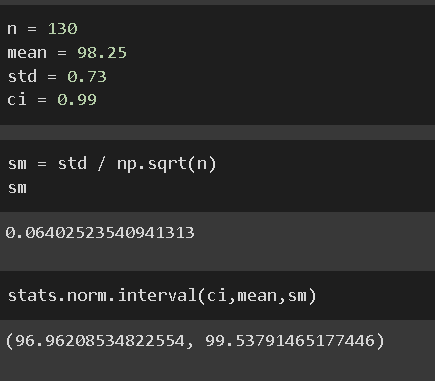 n = 130
mean = 98.25
std = 0.73
ci = 0.99
sm = std / np.sqrt(n)
sm
0.06402523540941313
stats.norm.interval(ci,mean,sm)
(96.96208534822554, 99.53791465177446)